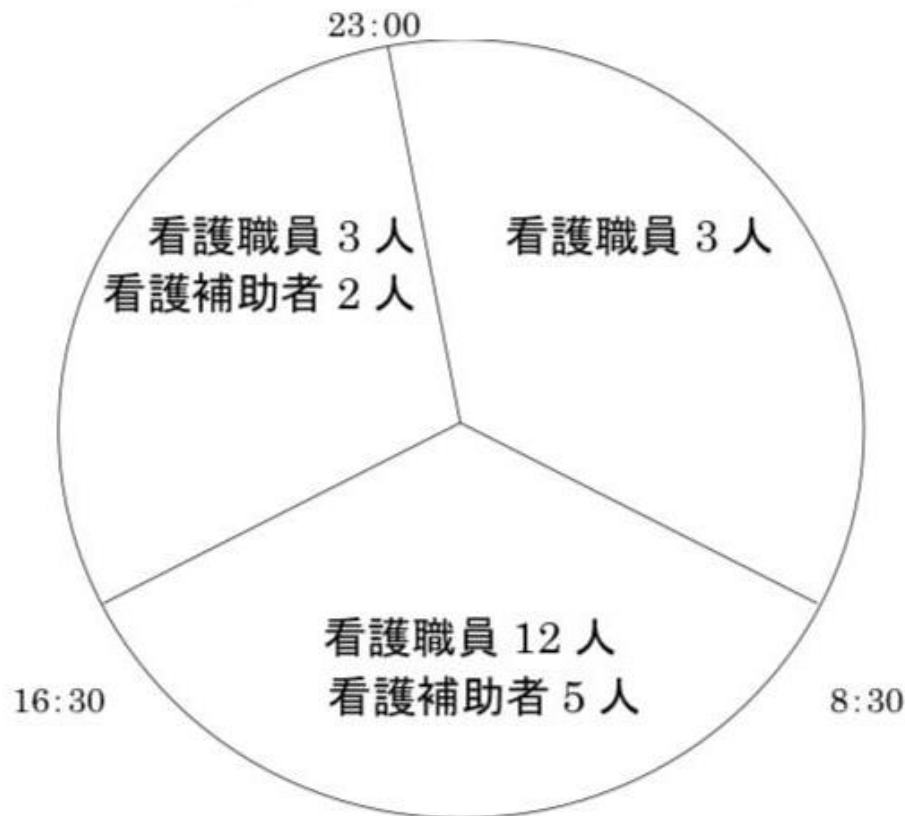 23:00
看護職員 3 人
看護補助者 2 人
看護職員 3 人
看護職員 12 人
看護補助者 5 人
16:30
8:30